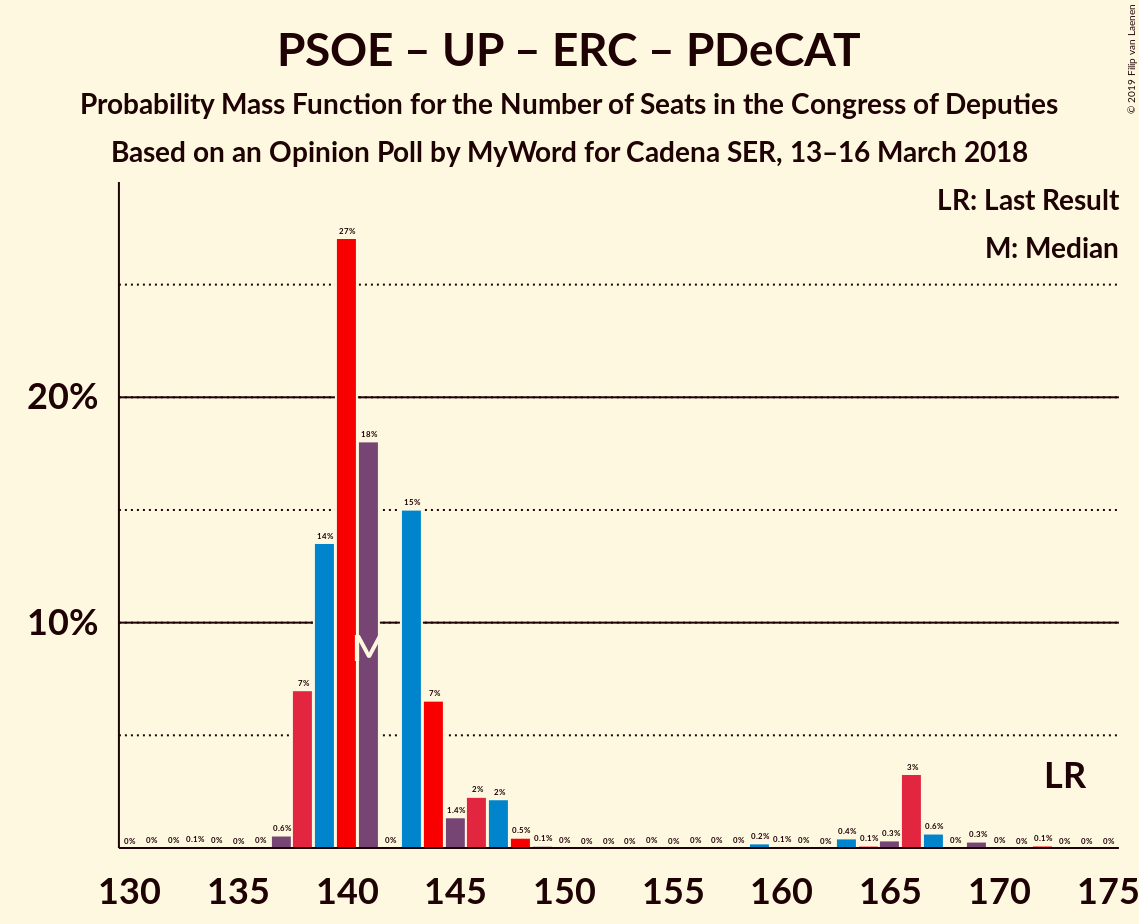 PSOE – UP – ERC – PDeCAT
Probability Mass Function for the Number of Seats in the Congress of Deputies
Based on an Opinion Poll by MyWord for Cadena SER, 13–16 March 2018
© 2019 Filip van Laenen
LR: Last Result
M: Median
20%
10%
0% 0% 0% 0.1% 0% 0% 0% 0.6% 7% 14% 27% 18% 0% 15% 7% 1.4% 2% 2% 0.5% 0.1% 0% 0% 0% 0% 0% 0% 0% 0% 0% 0.2% 0.1% 0% 0% 0.4% 0.1% 0.3% 3% 0.6% 0% 0.3% 0% 0% 0.1% 0% 0% 0%
M
LR
130 135 140 145 150 155 160 165 170 175